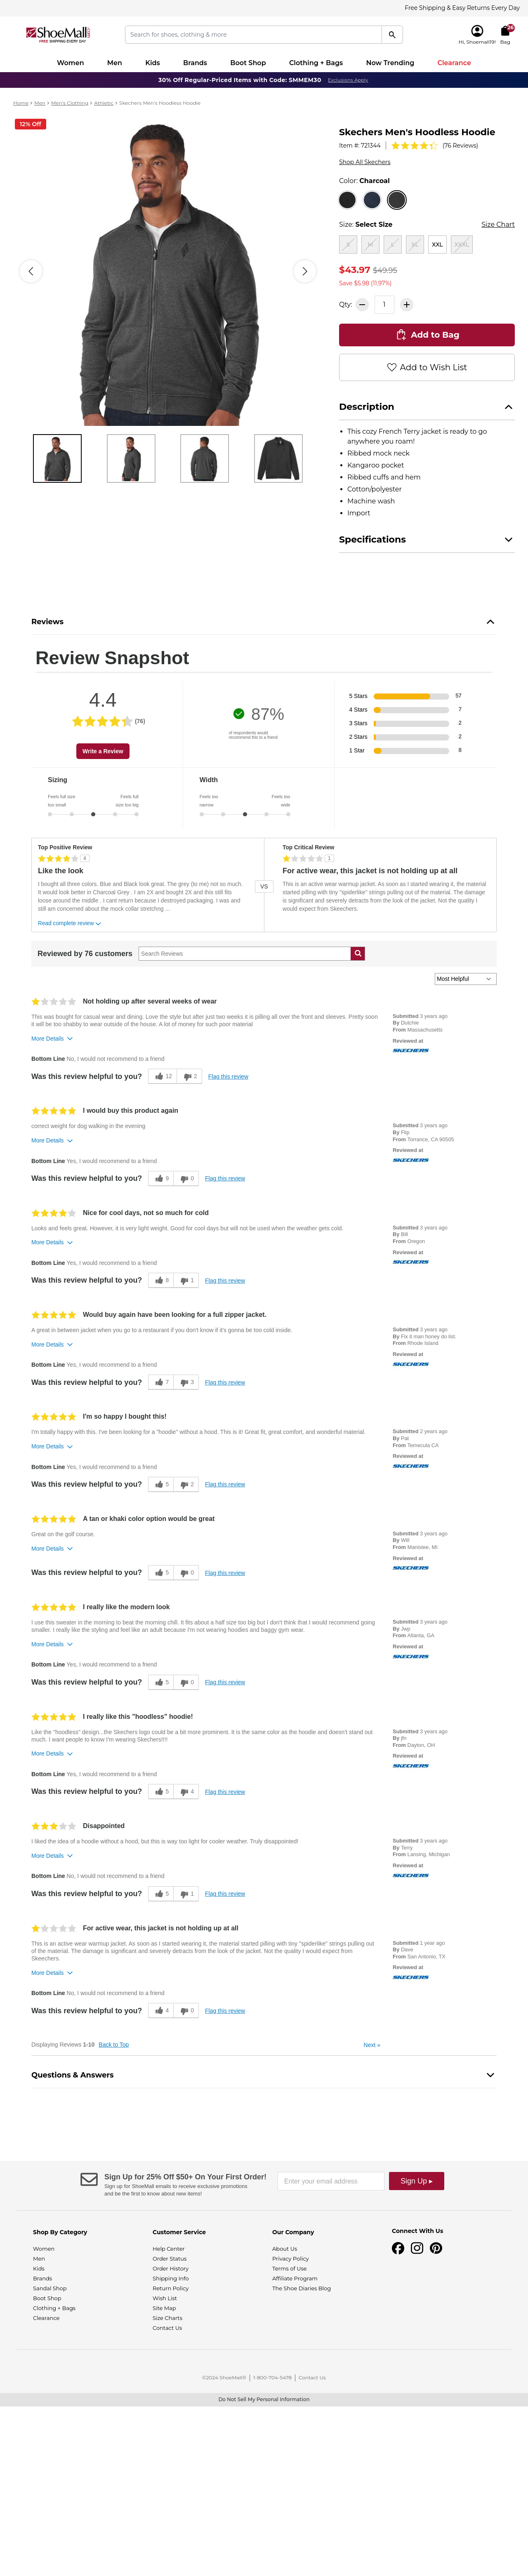 Free Shipping & Easy Returns Every Day
ShoeMall
FREE SHIPPING EVERY DAY
Search for shoes, clothing & more
Hi, Shoemall19!
Bag
Women
Men
Kids
Brands
Boot Shop
Clothing + Bags
Now Trending
Clearance
30% Off Regular-Priced Items with Code: SMMEM30
Exclusions Apply
Home > Men > Men's Clothing > Athletic > Skechers Men's Hoodless Hoodie
12% Off
Skechers Men's Hoodless Hoodie
Item #: 721344
(76 Reviews)
Shop All Skechers
Color: Charcoal
Size: Select Size
Size Chart
S
M
L
XL
XXL
XXXL
$43.97 $49.95
Save $5.98 (11.97%)
Qty:
1
Add to Bag
Add to Wish List
Description
This cozy French Terry jacket is ready to go
anywhere you roam!
Ribbed mock neck
Kangaroo pocket
Ribbed cuffs and hem
Cotton/polyester
Machine wash
Import
Specifications
Reviews
Review Snapshot
4.4
(76)
Write a Review
87%
of respondents would
recommend this to a friend
5 Stars 57
4 Stars 7
3 Stars 2
2 Stars 2
1 Star 8
Sizing
Feels full size
too small
Feels full
size too big
Width
Feels too
narrow
Feels too
wide
Top Positive Review
4
Like the look
I bought all three colors. Blue and Black look great. The grey (to me) not so much.
It would look better in Charcoal Grey . I am 2X and bought 2X and this still fits
loose around the middle . I cant return because I destroyed packaging. I was and
still am concerned about the mock collar stretching ...
Read complete review
VS
Top Critical Review
1
For active wear, this jacket is not holding up at all
This is an active wear warmup jacket. As soon as I started wearing it, the material
started pilling with tiny "spiderlike" strings pulling out of the material. The damage
is significant and severely detracts from the look of the jacket. Not the quality I
would expect from Skeechers.
Reviewed by 76 customers
Search Reviews
Most Helpful
Not holding up after several weeks of wear
This was bought for casual wear and dining. Love the style but after just two weeks it is pilling all over the front and sleeves. Pretty soon
it will be too shabby to wear outside of the house. A lot of money for such poor material
More Details
Submitted 3 years ago
By Dutchie
From Massachusetts
Reviewed at
SKECHERS
Bottom Line No, I would not recommend to a friend
Was this review helpful to you? 12 2 Flag this review
I would buy this product again
correct weight for dog walking in the evening
More Details
Submitted 3 years ago
By Flip
From Torrance, CA 90505
Reviewed at
SKECHERS
Bottom Line Yes, I would recommend to a friend
Was this review helpful to you? 9 0 Flag this review
Nice for cool days, not so much for cold
Looks and feels great. However, it is very light weight. Good for cool days but will not be used when the weather gets cold.
More Details
Submitted 3 years ago
By Bill
From Oregon
Reviewed at
SKECHERS
Bottom Line Yes, I would recommend to a friend
Was this review helpful to you? 8 1 Flag this review
Would buy again have been looking for a full zipper jacket.
A great in between jacket when you go to a restaurant if you don't know if it's gonna be too cold inside.
More Details
Submitted 3 years ago
By Fix it man honey do list.
From Rhode Island
Reviewed at
SKECHERS
Bottom Line Yes, I would recommend to a friend
Was this review helpful to you? 7 3 Flag this review
I'm so happy I bought this!
I'm totally happy with this. I've been looking for a "hoodie" without a hood. This is it! Great fit, great comfort, and wonderful material.
More Details
Submitted 2 years ago
By Pat
From Temecula CA
Reviewed at
SKECHERS
Bottom Line Yes, I would recommend to a friend
Was this review helpful to you? 5 2 Flag this review
A tan or khaki color option would be great
Great on the golf course.
More Details
Submitted 3 years ago
By Will
From Manistee, Mi
Reviewed at
SKECHERS
Was this review helpful to you? 5 0 Flag this review
I really like the modern look
I use this sweater in the morning to beat the morning chill. It fits about a half size too big but I don't think that I would recommend going
smaller. I really like the styling and feel like an adult because I'm not wearing hoodies and baggy gym wear.
More Details
Submitted 3 years ago
By Jwp
From Atlanta, GA
Reviewed at
SKECHERS
Bottom Line Yes, I would recommend to a friend
Was this review helpful to you? 5 0 Flag this review
I really like this "hoodless" hoodie!
Like the "hoodless" design...the Skechers logo could be a bit more prominent. It is the same color as the hoodie and doesn't stand out
much. I want people to know I'm wearing Skechers!!!!
More Details
Submitted 3 years ago
By jfn
From Dayton, OH
Reviewed at
SKECHERS
Bottom Line Yes, I would recommend to a friend
Was this review helpful to you? 5 4 Flag this review
Disappointed
I liked the idea of a hoodie without a hood, but this is way too light for cooler weather. Truly disappointed!
More Details
Submitted 3 years ago
By Terry
From Lansing, Michigan
Reviewed at
SKECHERS
Bottom Line No, I would not recommend to a friend
Was this review helpful to you? 5 1 Flag this review
For active wear, this jacket is not holding up at all
This is an active wear warmup jacket. As soon as I started wearing it, the material started pilling with tiny "spiderlike" strings pulling out
of the material. The damage is significant and severely detracts from the look of the jacket. Not the quality I would expect from
Skeechers.
More Details
Submitted 1 year ago
By Dave
From San Antonio, TX
Reviewed at
SKECHERS
Bottom Line No, I would not recommend to a friend
Was this review helpful to you? 4 0 Flag this review
Displaying Reviews 1-10 Back to Top
Next »
Questions & Answers
Sign Up for 25% Off $50+ On Your First Order!
Sign up for ShoeMall emails to receive exclusive promotions
and be the first to know about new items!
Enter your email address
Sign Up ▸
Shop By Category
Women
Men
Kids
Brands
Sandal Shop
Boot Shop
Clothing + Bags
Clearance
Customer Service
Help Center
Order Status
Order History
Shipping Info
Return Policy
Wish List
Site Map
Size Charts
Contact Us
Our Company
About Us
Privacy Policy
Terms of Use
Affiliate Program
The Shoe Diaries Blog
Connect With Us
©2024 ShoeMall® | 1-800-704-5478 | Contact Us
Do Not Sell My Personal Information